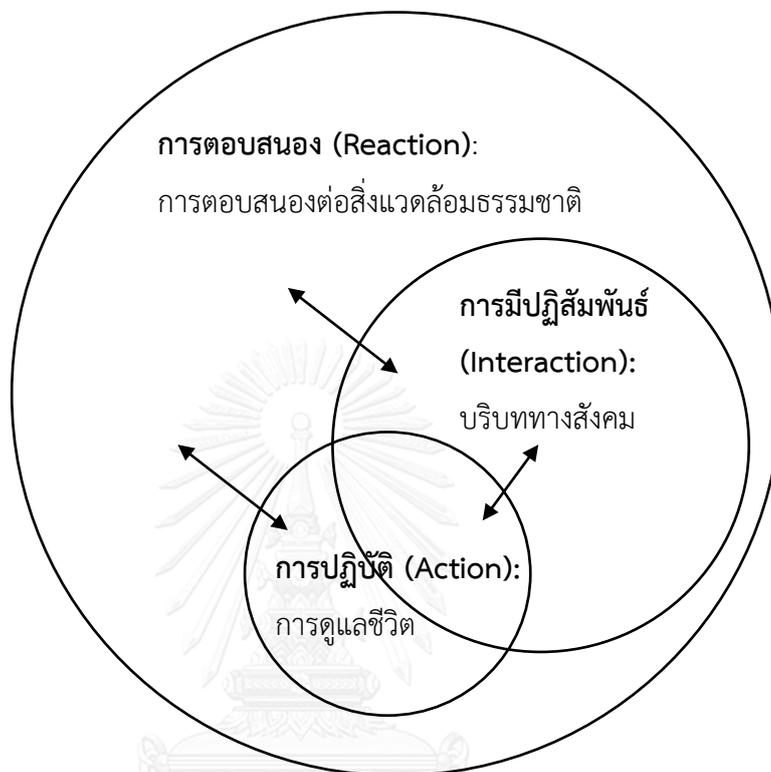 การตอบสนอง (Reaction):
การตอบสนองต่อสิ่งแวดล้อมธรรมชาติ
การมีปฏิสัมพันธ์
(Interaction):
บริบททางสังคม
การปฏิบัติ (Action):
การดูแลชีวิต